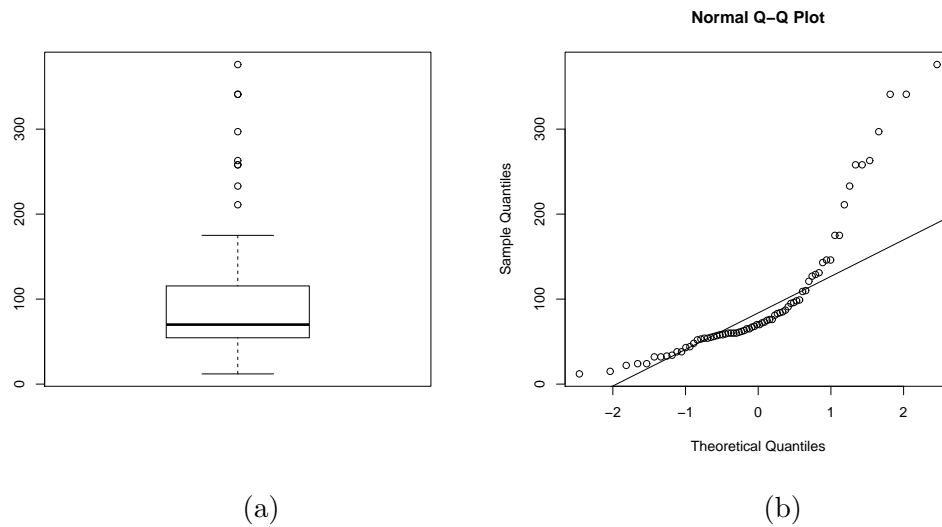 0
100
200
300
(a)
Normal Q−Q Plot
Sample Quantiles
0
100
200
300
−2
−1
0
1
2
Theoretical Quantiles
(b)